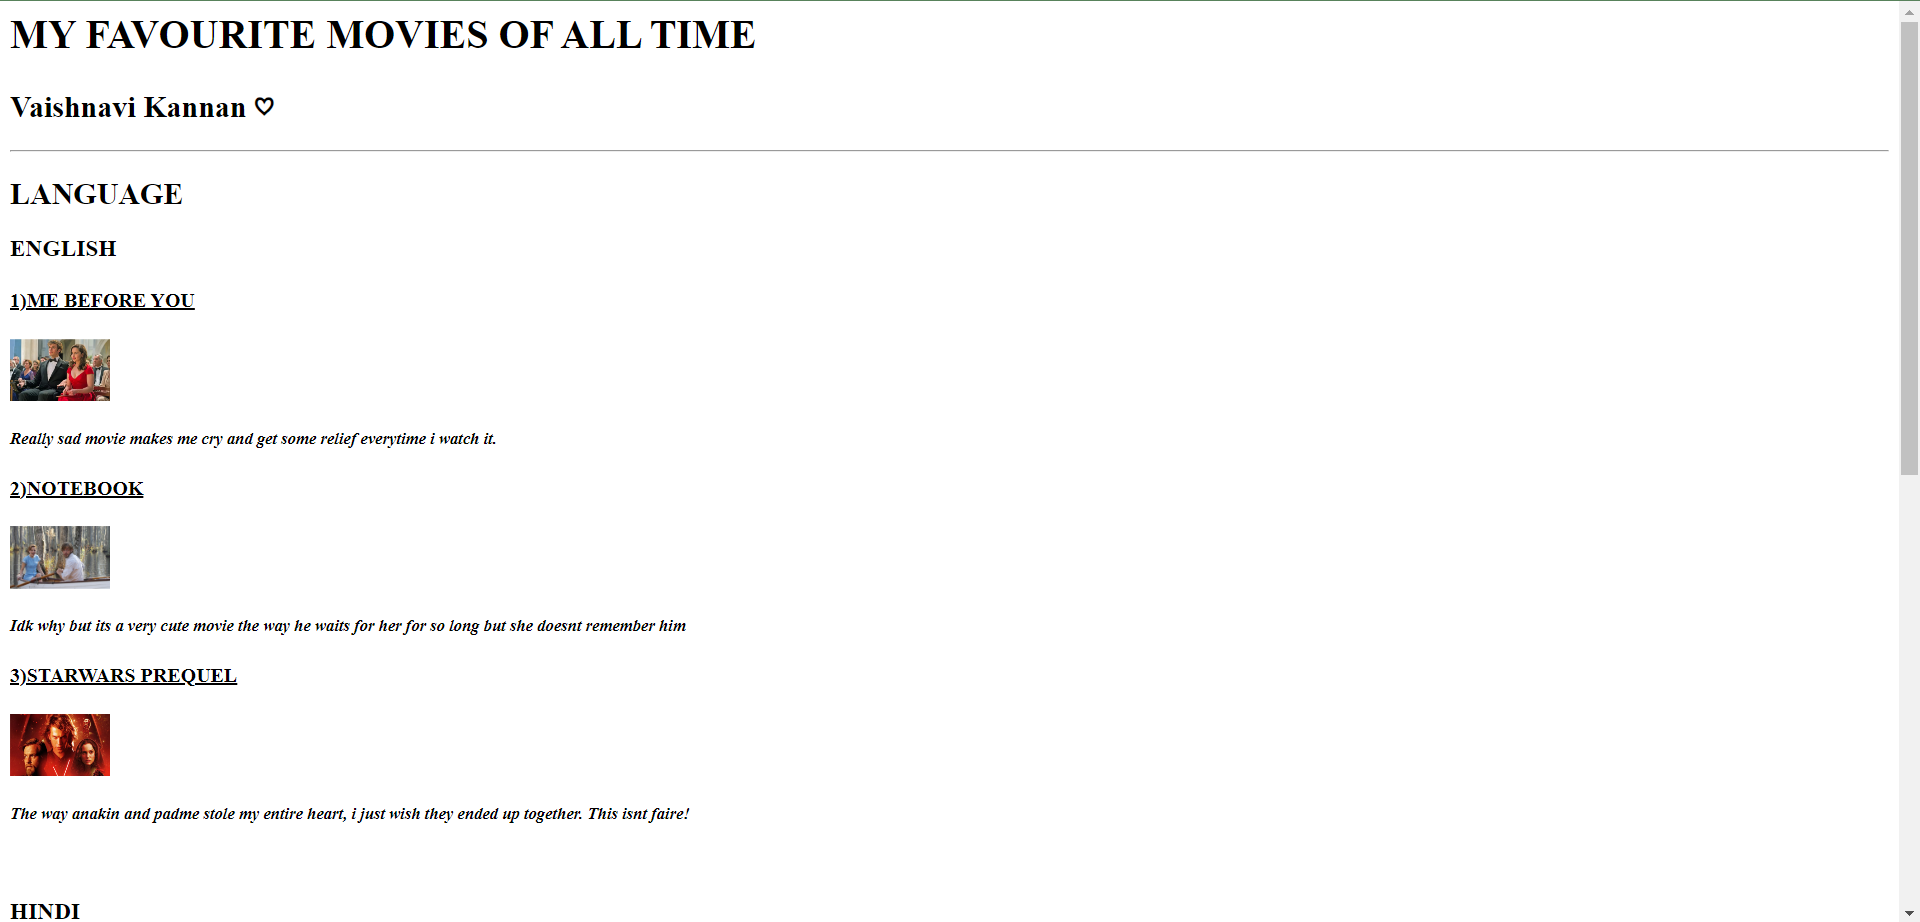 MY FAVOURITE MOVIES OF ALL TIME
Vaishnavi Kannan ♡
LANGUAGE
ENGLISH
1)ME BEFORE YOU
Really sad movie makes me cry and get some relief everytime i watch it.
2)NOTEBOOK
Idk why but its a very cute movie the way he waits for her for so long but she doesnt remember him
3)STARWARS PREQUEL
The way anakin and padme stole my entire heart, i just wish they ended up together. This isnt faire!
HINDI